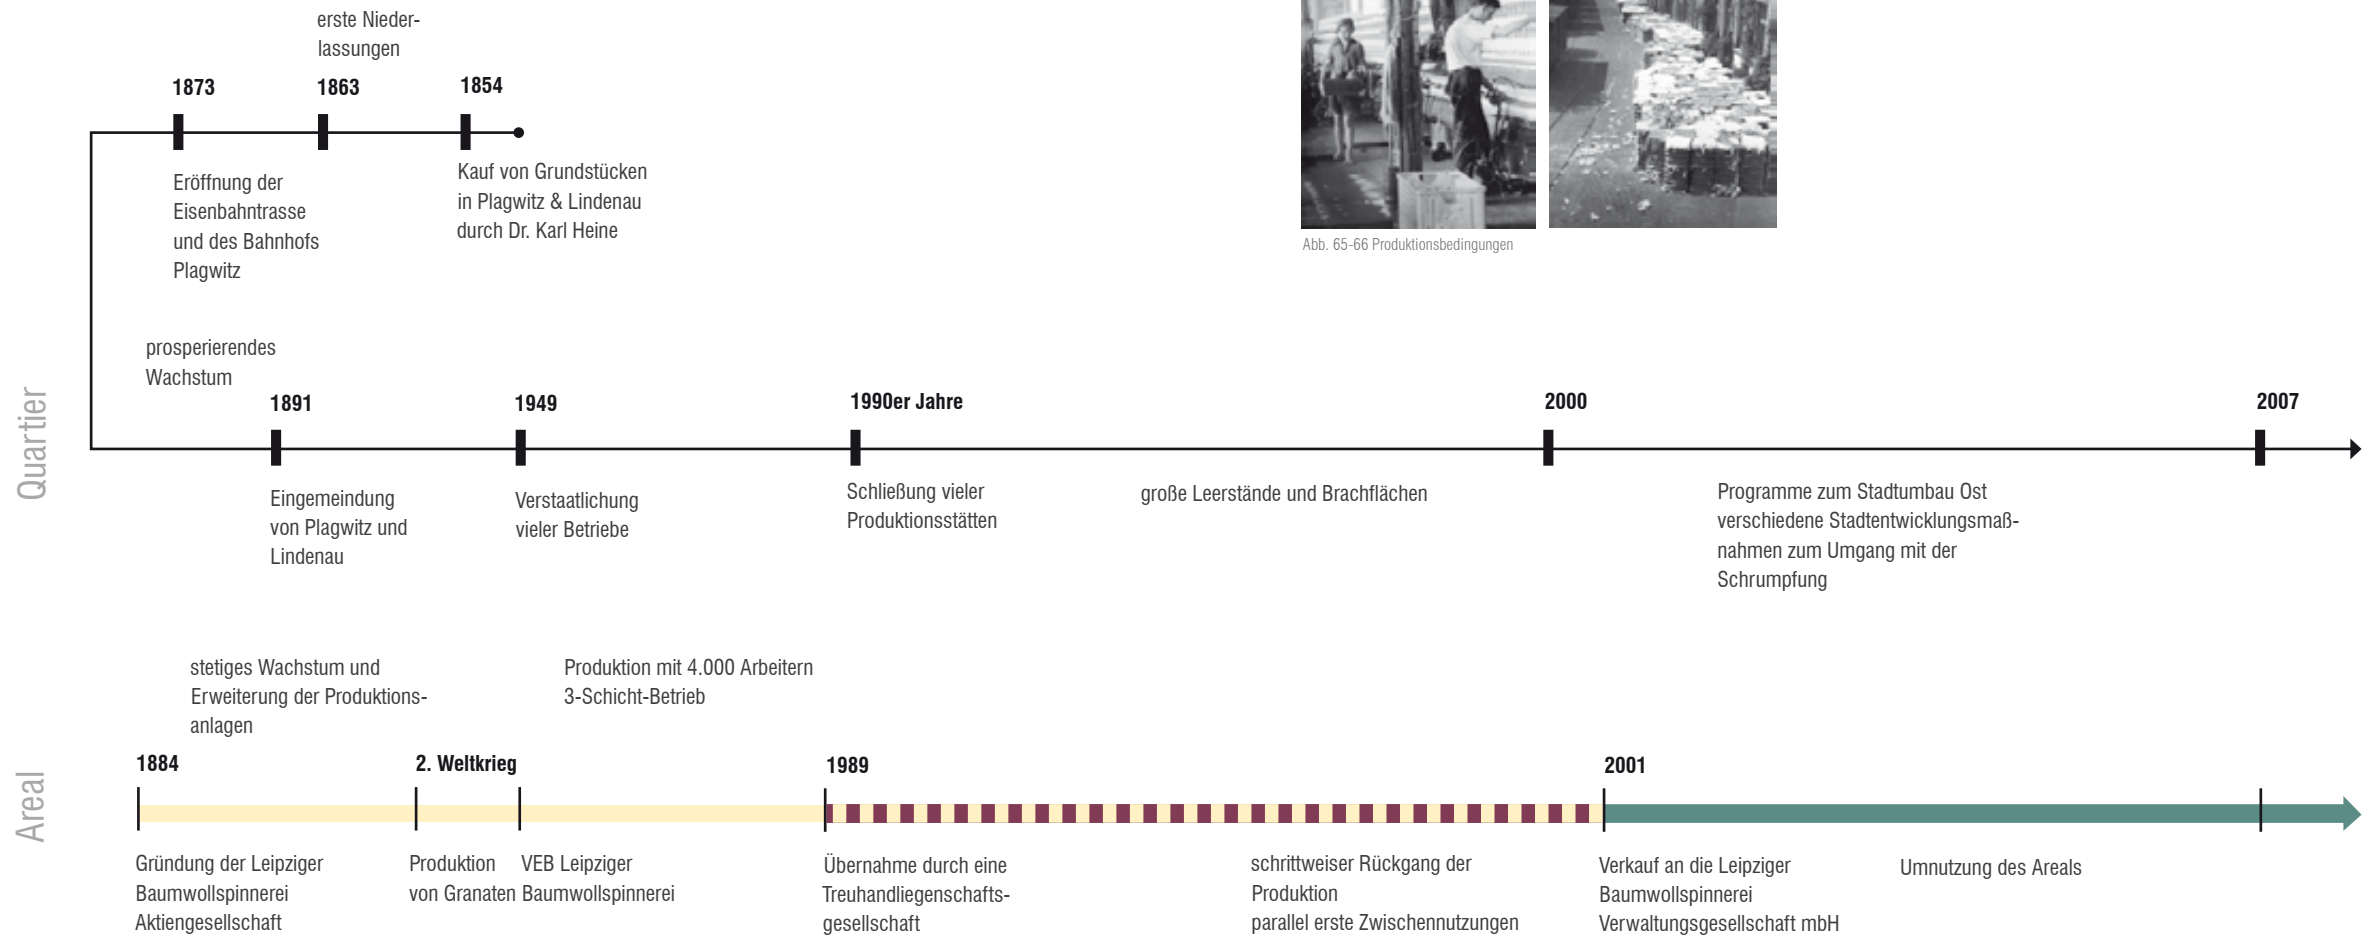 erste Nieder-
lassungen
1873
1863
1854
Eröffnung der
Eisenbahntrasse
und des Bahnhofs
Plagwitz
Kauf von Grundstücken
in Plagwitz & Lindenau
durch Dr. Karl Heine
Abb. 65-66 Produktionsbedingungen
Quartier
prosperierendes
Wachstum
1891
1949
1990er Jahre
2000
2007
Eingemeindung
von Plagwitz und
Lindenau
Verstaatlichung
vieler Betriebe
Schließung vieler
Produktionsstätten
große Leerstände und Brachflächen
Programme zum Stadtumbau Ost
verschiedene Stadtentwicklungsmaß-
nahmen zum Umgang mit der
Schrumpfung
Areal
stetiges Wachstum und
Erweiterung der Produktions-
anlagen
Produktion mit 4.000 Arbeitern
3-Schicht-Betrieb
1884
2. Weltkrieg
1989
2001
Gründung der Leipziger
Baumwollspinnerei
Aktiengesellschaft
Produktion
von Granaten
VEB Leipziger
Baumwollspinnerei
Übernahme durch eine
Treuhandliegenschafts-
gesellschaft
schrittweiser Rückgang der
Produktion
parallel erste Zwischennutzungen
Verkauf an die Leipziger
Baumwollspinnerei
Verwaltungsgesellschaft mbH
Umnutzung des Areals